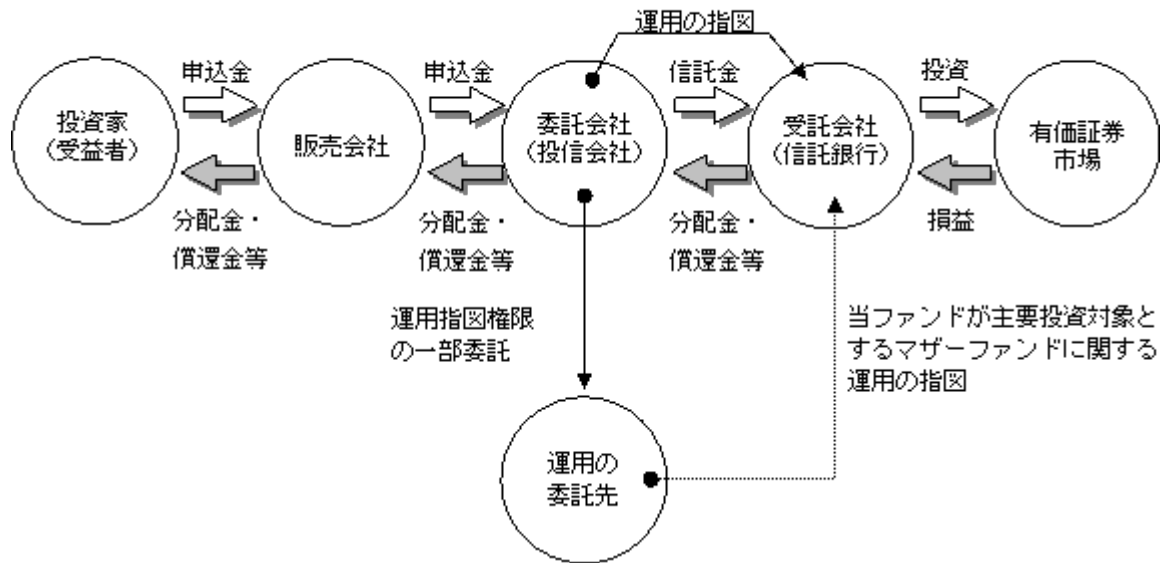 運用の指図
申込金
申込金
信託金
投資
投資家
(受益者)
販売会社
委託会社
(投信会社)
受託会社
(信託銀行)
有価証券
市場
分配金・
償還金等
分配金・
償還金等
分配金・
償還金等
損益
運用指図権限
の一部委託
当ファンドが主要投資対象と
するマザーファンドに関する
運用の指図
運用の
委託先